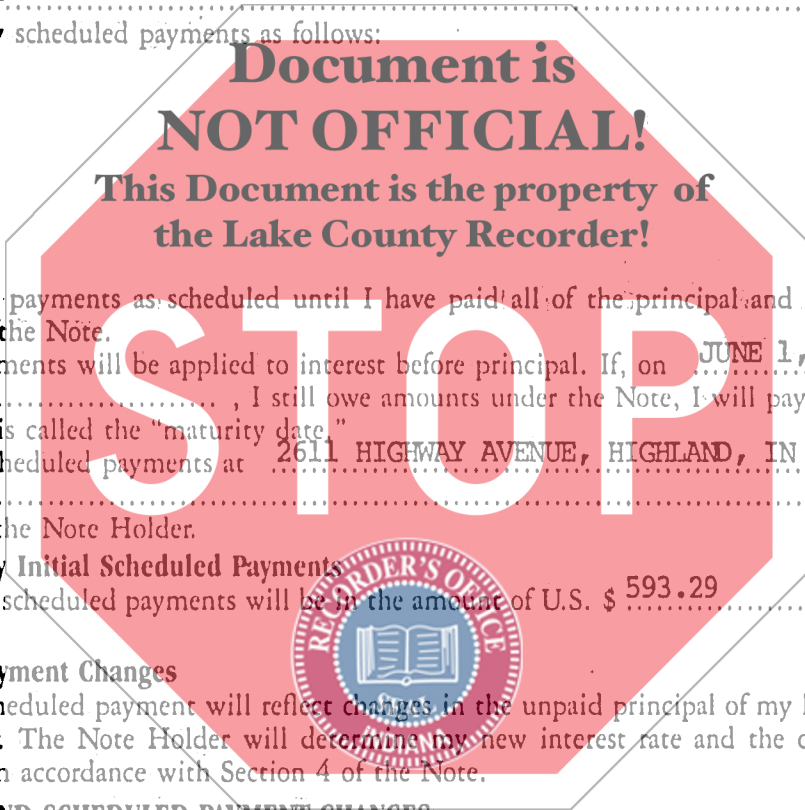 scheduled payments as follows:
Document is
NOT OFFICIAL!
This Document is the property of
the Lake County Recorder!
payments as scheduled until I have paid all of the principal and
the Note.
ments will be applied to interest before principal. If, on JUNE 1,
, I still owe amounts under the Note, I will pay
is called the "maturity date."
heduled payments at 2611 HIGHWAY AVENUE, HIGHLAND, IN
STOP
the Note Holder.
Initial Scheduled Payments
scheduled payments will be in the amount of U.S. $ 593.29
RECORDER'S OFFICE
SEAL
INDIANA
yment Changes
heduled payment will reflect changes in the unpaid principal of my
. The Note Holder will determine my new interest rate and the
n accordance with Section 4 of the Note.
ND SCHEDULED PAYMENT CHANGES